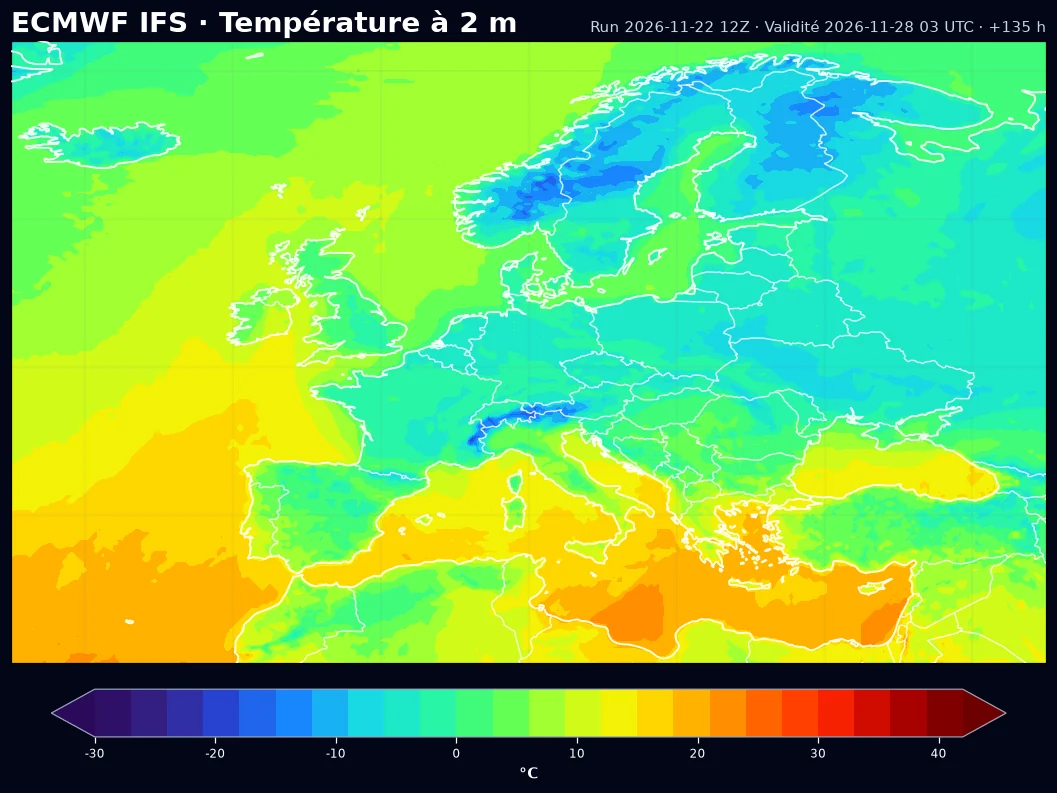 ECMWF IFS · Température à 2 m
Run 2026-11-22 12Z · Validité 2026-11-28 03 UTC · +135 h
-30 -20 -10 0 10 20 30 40
°C